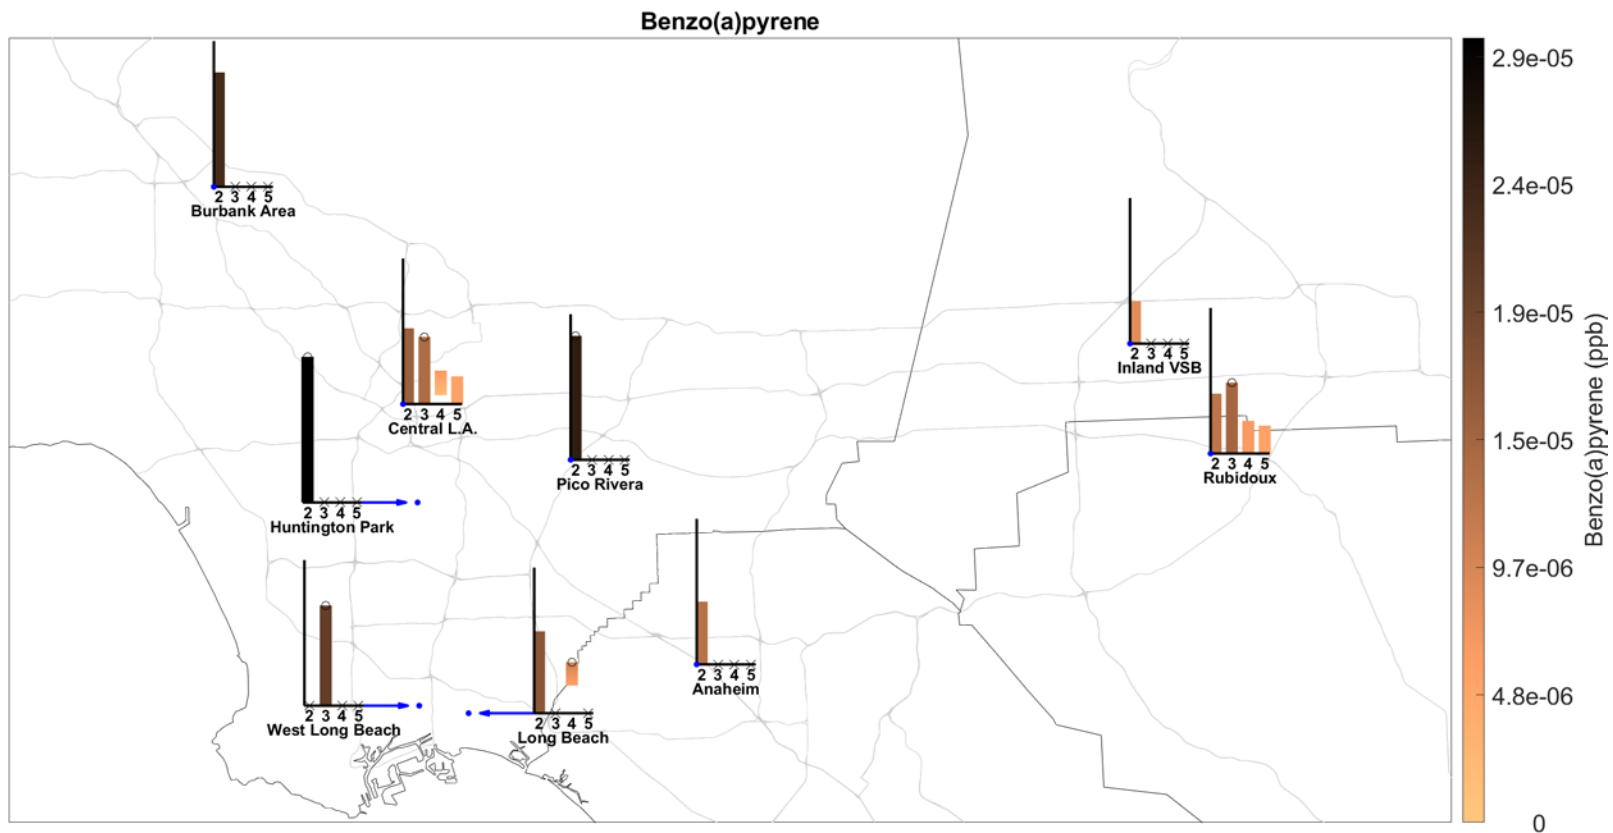 Benzo(a)pyrene
2 3 4 5
Burbank Area
2 3 4 5
Central L.A.
2 3 4 5
Huntington Park
2 3 4 5
Pico Rivera
2 3 4 5
Inland VSB
2 3 4 5
Rubidoux
2 3 4 5
West Long Beach
2 3 4 5
Long Beach
2 3 4 5
Anaheim
2.9e-05
2.4e-05
1.9e-05
1.5e-05
9.7e-06
4.8e-06
0
Benzo(a)pyrene (ppb)